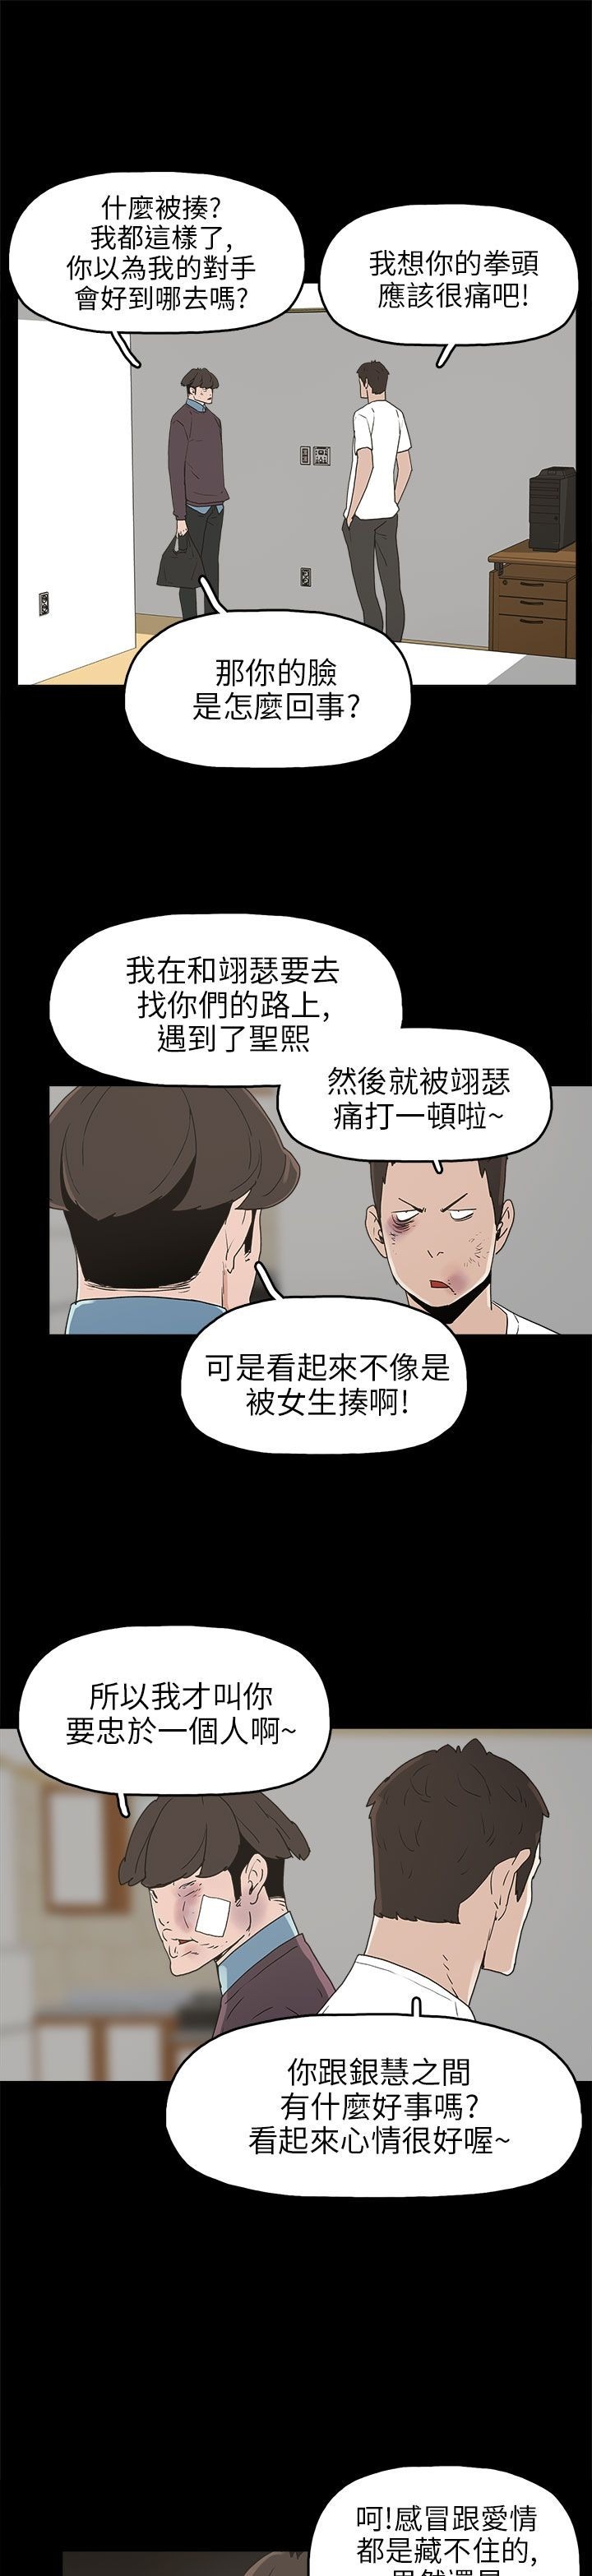 什麼被揍?
我都這樣了,
你以為我的對手
會好到哪去嗎?
我想你的拳頭
應該很痛吧!
那你的臉
是怎麼回事?
我在和翊瑟要去
找你們的路上,
遇到了聖熙
然後就被翊瑟
痛打一頓啦~
可是看起來不像是
被女生揍啊!
所以我才叫你
要忠於一個人啊~
你跟銀慧之間
有什麼好事嗎?
看起來心情很好喔~
呵!感冒跟愛情
都是藏不住的,